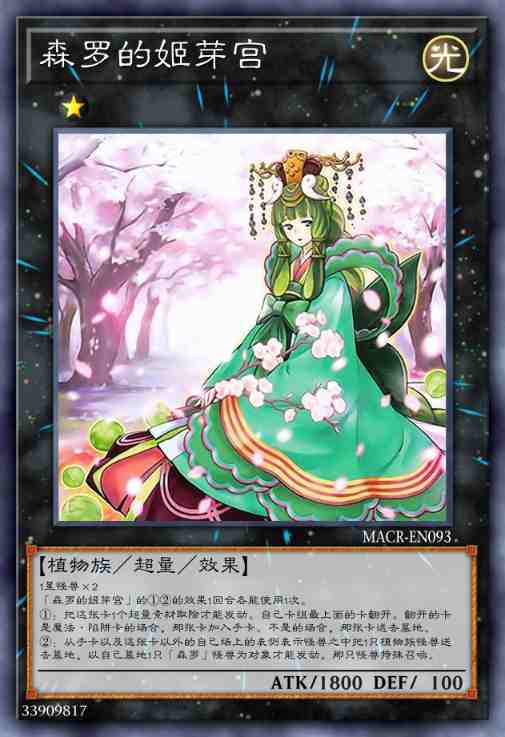 森罗的姬芽宫
光
MACR-EN093
【植物族／超量／效果】
1星怪兽×2
「森罗的姬芽宫」的①②的效果1回合各能使用1次。
①：把这张卡1个超量素材取除才能发动。自己卡组最上面的卡翻开。翻开的卡
是魔法·陷阱卡的场合，那张卡加入手卡。不是的场合，那张卡送去墓地。
②：从手卡以及这张卡以外的自己场上的表侧表示怪兽之中把1只植物族怪兽送
去墓地，以自己墓地1只「森罗」怪兽为对象才能发动。那只怪兽特殊召唤。
ATK/1800 DEF/ 100
33909817